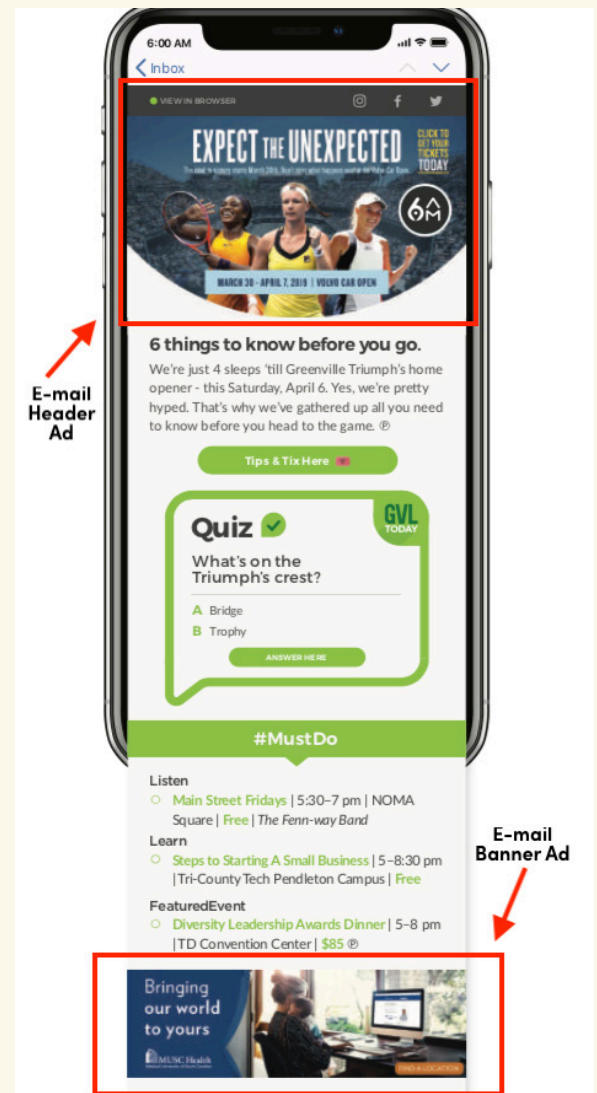 6:00 AM
Inbox
VIEW IN BROWSER
EXPECT THE UNEXPECTED
CLICK TO
GET YOUR
TICKETS
TODAY
6AM
MARCH 30 - APRIL 7, 2019 | VOLVO CAR OPEN
E-mail
Header
Ad
6 things to know before you go.
We're just 4 sleeps 'till Greenville Triumph's home
opener - this Saturday, April 6. Yes, we're pretty
hyped. That's why we've gathered up all you need
to know before you head to the game. ℗
Tips & Tix Here
Quiz
GVL
TODAY
What's on the
Triumph's crest?
A Bridge
B Trophy
ANSWER HERE
#MustDo
Listen
Main Street Fridays | 5:30–7 pm | NOMA
Square | Free | The Fenn-way Band
Learn
Steps to Starting A Small Business | 5–8:30 pm
| Tri-County Tech Pendleton Campus | Free
FeaturedEvent
Diversity Leadership Awards Dinner | 5–8 pm
| TD Convention Center | $85 ℗
E-mail
Banner Ad
Bringing
our world
to yours
MUSC Health
FIND A LOCATION